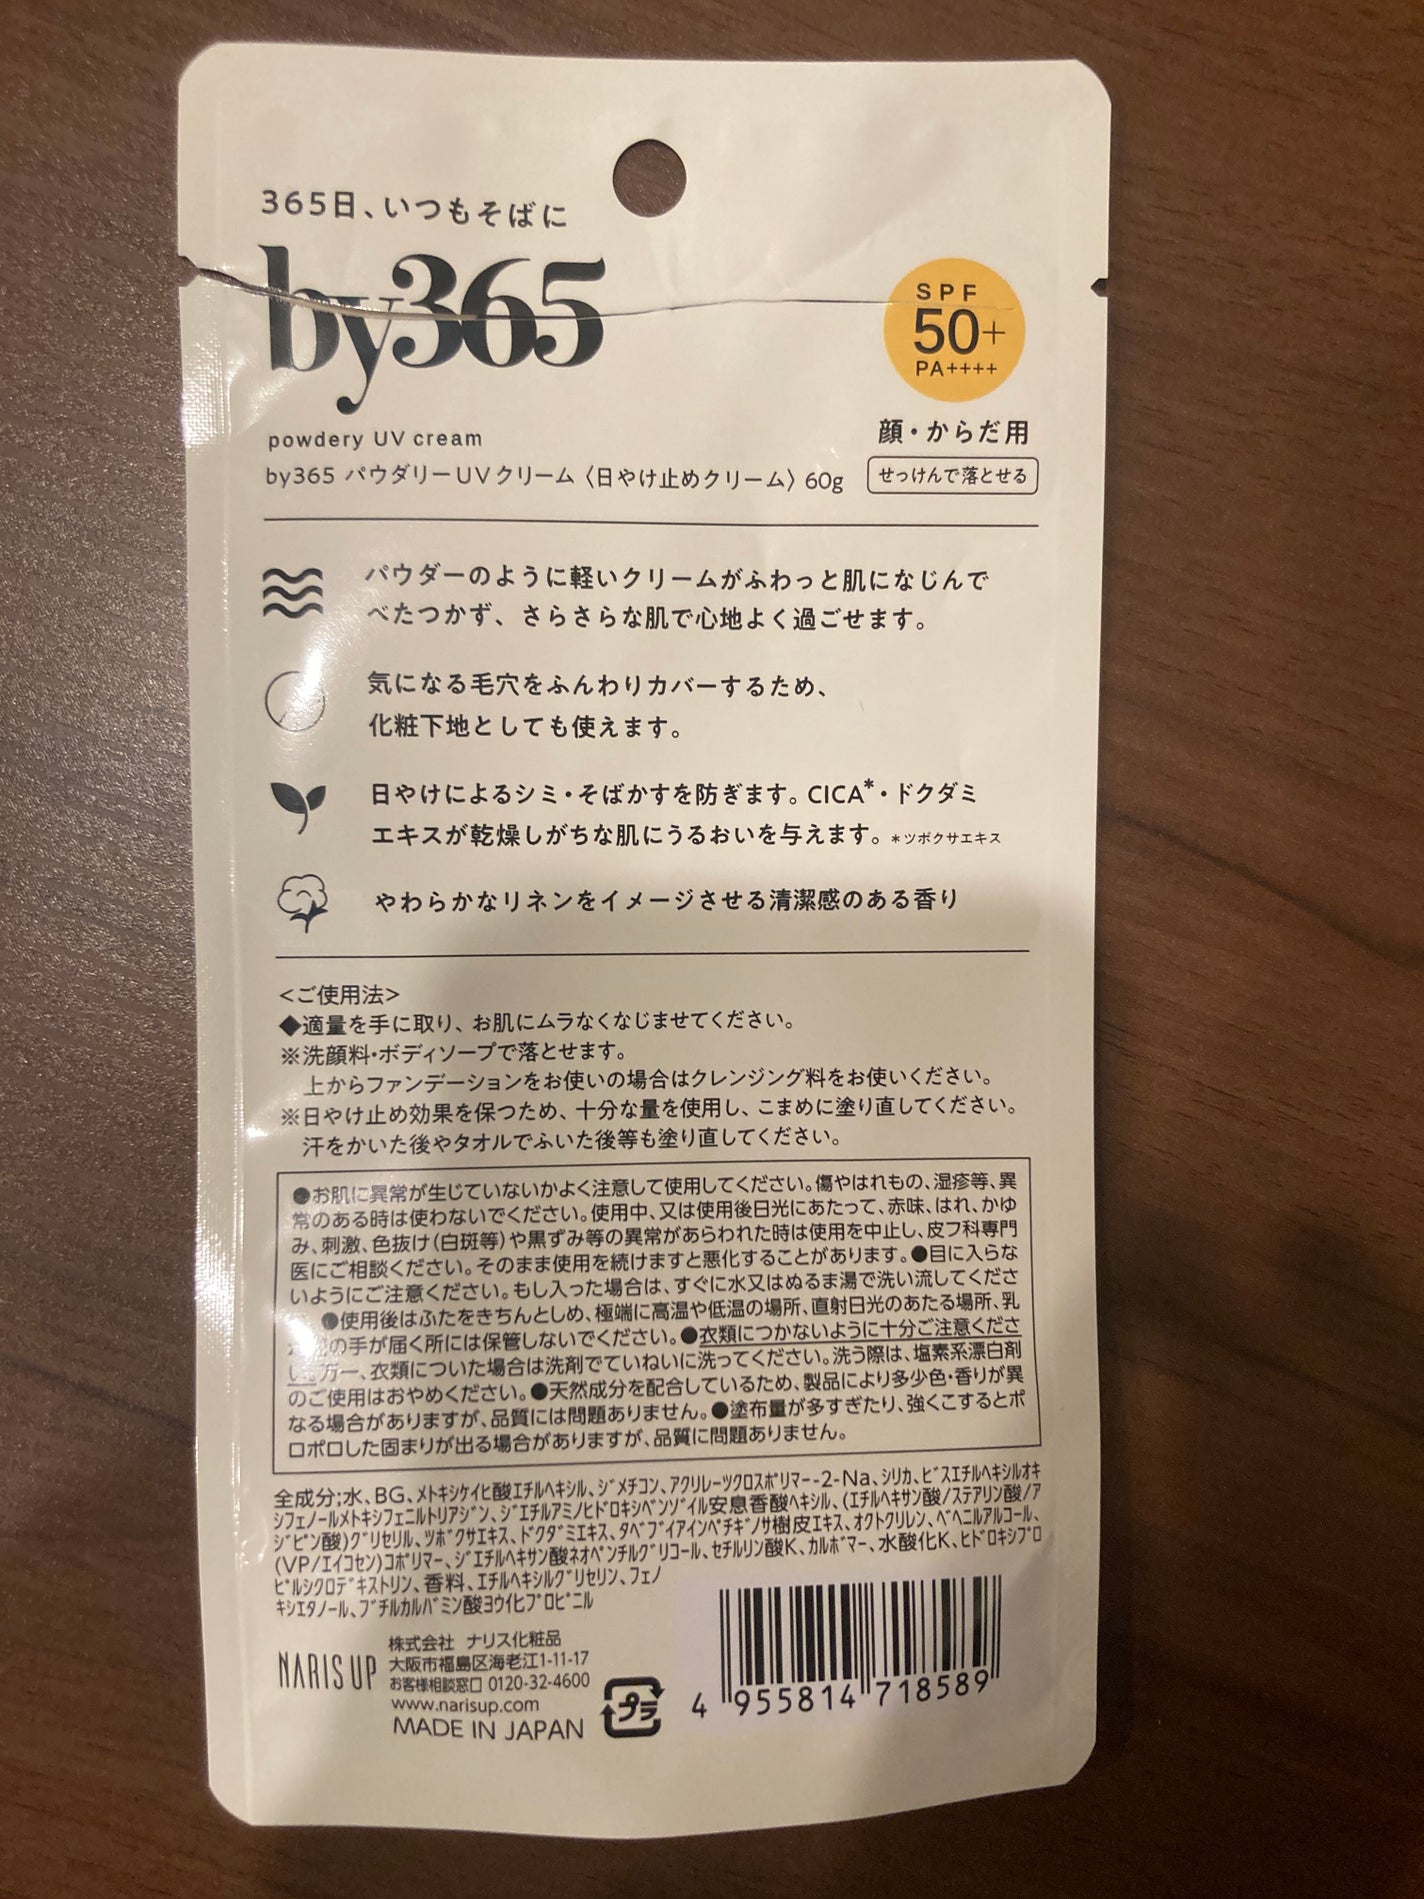 365日、いつもそばに
by365
SPF
50+
PA++++
powdery UV cream
顔・からだ用
by365 パウダリーUVクリーム〈日やけ止めクリーム〉60g
せっけんで落とせる
パウダーのように軽いクリームがふわっと肌になじんで
べたつかず、さらさらな肌で心地よく過ごせます。
気になる毛穴をふんわりカバーするため、
化粧下地としても使えます。
日やけによるシミ・そばかすを防ぎます。CICA*・ドクダミ
エキスが乾燥しがちな肌にうるおいを与えます。*ツボクサエキス
やわらかなリネンをイメージさせる清潔感のある香り
<ご使用法>
◆適量を手に取り、お肌にムラなくなじませてください。
※洗顔料・ボディソープで落とせます。
上からファンデーションをお使いの場合はクレンジング料をお使いください。
※日やけ止め効果を保つため、十分な量を使用し、こまめに塗り直してください。
汗をかいた後やタオルでふいた後等も塗り直してください。
●お肌に異常が生じていないかよく注意して使用してください。傷やはれもの、湿疹等、異
常のある時は使わないでください。使用中、又は使用後日光にあたって、赤味、はれ、かゆ
み、刺激、色抜け(白斑等)や黒ずみ等の異常があらわれた時は使用を中止し、皮フ科専門
医にご相談ください。そのまま使用を続けますと悪化することがあります。●目に入らな
いようにご注意ください。もし入った場合は、すぐに水又はぬるま湯で洗い流してくださ
●使用後はふたをきちんとしめ、極端に高温や低温の場所、直射日光のあたる場所、乳
の手が届く所には保管しないでください。●衣類につかないように十分ご注意くださ
い。万一、衣類についた場合は洗剤でていねいに洗ってください。洗う際は、塩素系漂白剤
のご使用はおやめください。●天然成分を配合しているため、製品により多少色・香りが異
なる場合がありますが、品質には問題ありません。●塗布量が多すぎたり、強くこするとポ
ロポロした固まりが出る場合がありますが、品質に問題ありません。
全成分;水、BG、ﾒﾄｷｼｹｲﾋ酸ｴﾁﾙﾍｷｼﾙ、ｼﾞﾒﾁｺﾝ、ｱｸﾘﾚｰﾂｸﾛｽﾎﾟﾘﾏｰ-2-Na、ｼﾘｶ、ﾋﾞｽｴﾁﾙﾍｷｼﾙｵｷ
ｼﾌｪﾉｰﾙﾒﾄｷｼﾌｪﾆﾙﾄﾘｱｼﾞﾝ、ｼﾞｴﾁﾙｱﾐﾉﾋﾄﾞﾛｷｼﾍﾞﾝｿﾞｲﾙ安息香酸ﾍｷｼﾙ、(ｴﾁﾙﾍｷｻﾝ酸/ｽﾃｱﾘﾝ酸/ｱ
ｼﾞﾋﾟﾝ酸)ｸﾞﾘｾﾘﾙ、ﾂﾎﾞｸｻｴｷｽ、ﾄﾞｸﾀﾞﾐｴｷｽ、ﾀﾍﾞﾌﾞｲｱｲﾝﾍﾟﾁｷﾞﾉｻ樹皮ｴｷｽ、ｵｸﾄｸﾘﾚﾝ、ﾍﾞﾍﾆﾙｱﾙｺｰﾙ、
(VP/ｴｲｺｾﾝ)ｺﾎﾟﾘﾏｰ、ｼﾞｴﾁﾙﾍｷｻﾝ酸ﾈｵﾍﾟﾝﾁﾙｸﾞﾘｺｰﾙ、ｾﾁﾙﾘﾝ酸K、ｶﾙﾎﾞﾏｰ、水酸化K、ﾋﾄﾞﾛｷｼﾌﾟﾛ
ﾋﾟﾙｼｸﾛﾃﾞｷｽﾄﾘﾝ、香料、ｴﾁﾙﾍｷｼﾙｸﾞﾘｾﾘﾝ、ﾌｪﾉ
ｷｼｴﾀﾉｰﾙ、ﾌﾞﾁﾙｶﾙﾊﾞﾐﾝ酸ﾖｳｲﾋﾌﾟﾛﾋﾟﾆﾙ
NARIS UP
株式会社 ナリス化粧品
大阪市福島区海老江1-11-17
お客様相談窓口 0120-32-4600
www.narisup.com
MADE IN JAPAN
プラ
4 955814 718589